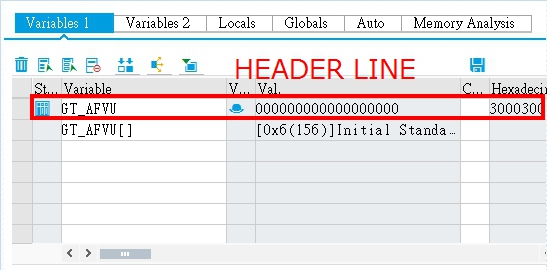 Variables 1 Variables 2 Locals Globals Auto Memory Analysis
HEADER LINE
St... Variable V... Val. C... Hexadecin
GT_AFVU 000000000000000000 3000300
GT_AFVU[] [0x6(156)]Initial Standa…